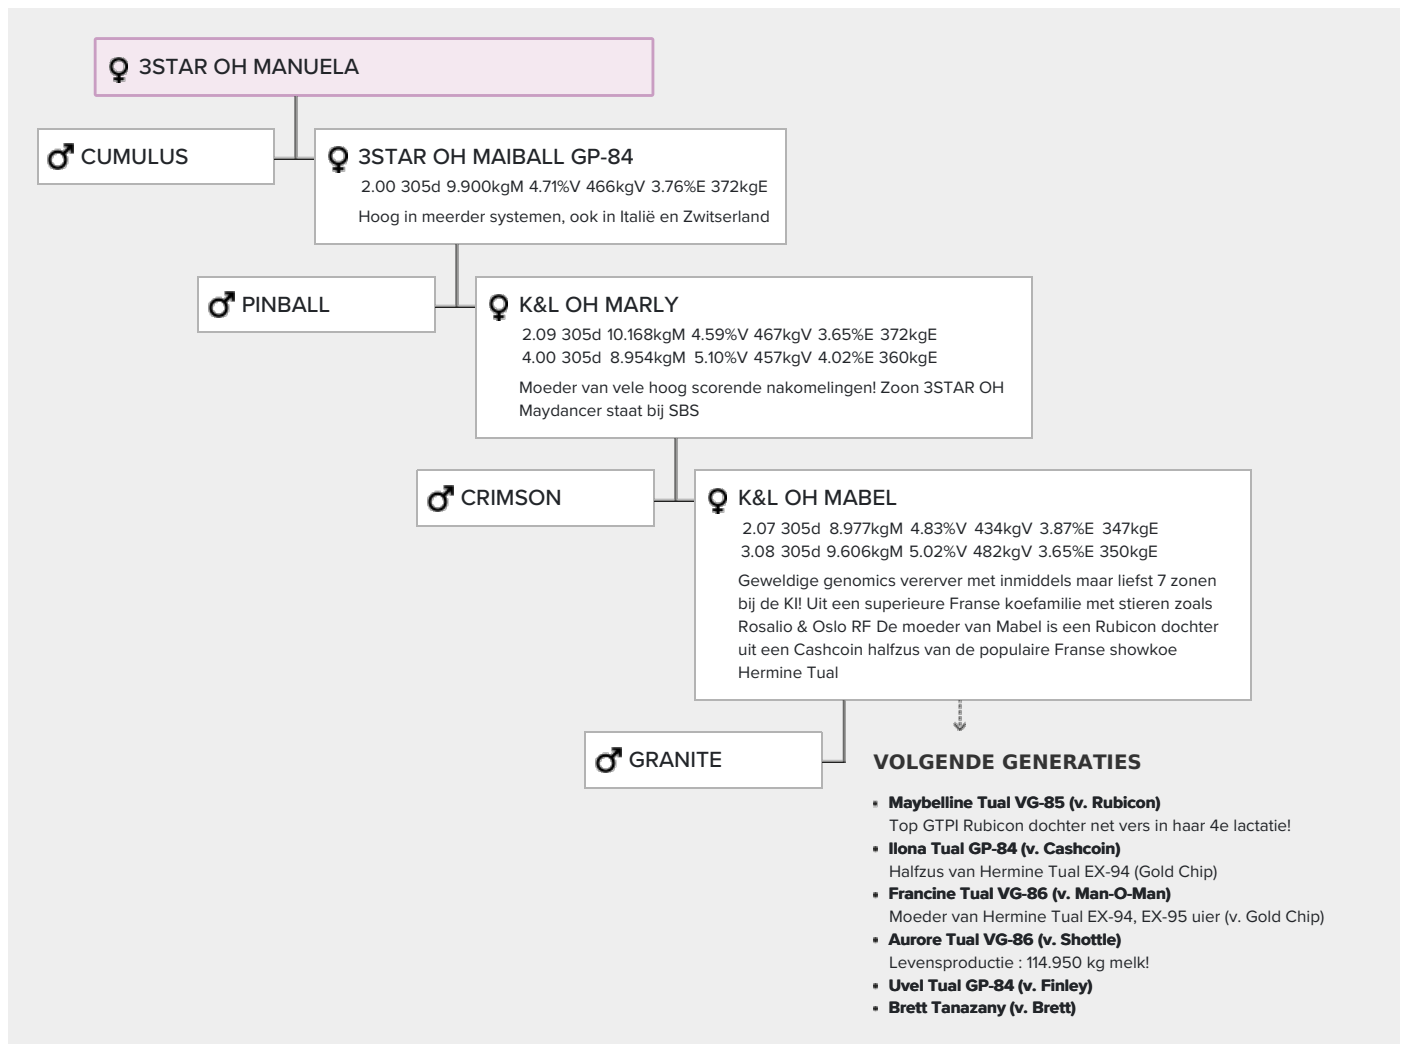 3STAR OH MANUELA
CUMULUS
3STAR OH MAIBALL GP-84
2.00 305d 9.900kgM 4.71%V 466kgV 3.76%E 372kgE
Hoog in meerder systemen, ook in Italië en Zwitserland
PINBALL
K&L OH MARLY
2.09 305d 10.168kgM 4.59%V 467kgV 3.65%E 372kgE
4.00 305d 8.954kgM 5.10%V 457kgV 4.02%E 360kgE
Moeder van vele hoog scorende nakomelingen! Zoon 3STAR OH
Maydancer staat bij SBS
CRIMSON
K&L OH MABEL
2.07 305d 8.977kgM 4.83%V 434kgV 3.87%E 347kgE
3.08 305d 9.606kgM 5.02%V 482kgV 3.65%E 350kgE
Geweldige genomics vererver met inmiddels maar liefst 7 zonen
bij de KI! Uit een superieure Franse koefamilie met stieren zoals
Rosalio & Oslo RF De moeder van Mabel is een Rubicon dochter
uit een Cashcoin halfzus van de populaire Franse showkoe
Hermine Tual
GRANITE
VOLGENDE GENERATIES
Maybelline Tual VG-85 (v. Rubicon)
Top GTPI Rubicon dochter net vers in haar 4e lactatie!
Ilona Tual GP-84 (v. Cashcoin)
Halfzus van Hermine Tual EX-94 (Gold Chip)
Francine Tual VG-86 (v. Man-O-Man)
Moeder van Hermine Tual EX-94, EX-95 uier (v. Gold Chip)
Aurore Tual VG-86 (v. Shottle)
Levensproductie : 114.950 kg melk!
Uvel Tual GP-84 (v. Finley)
Brett Tanazany (v. Brett)